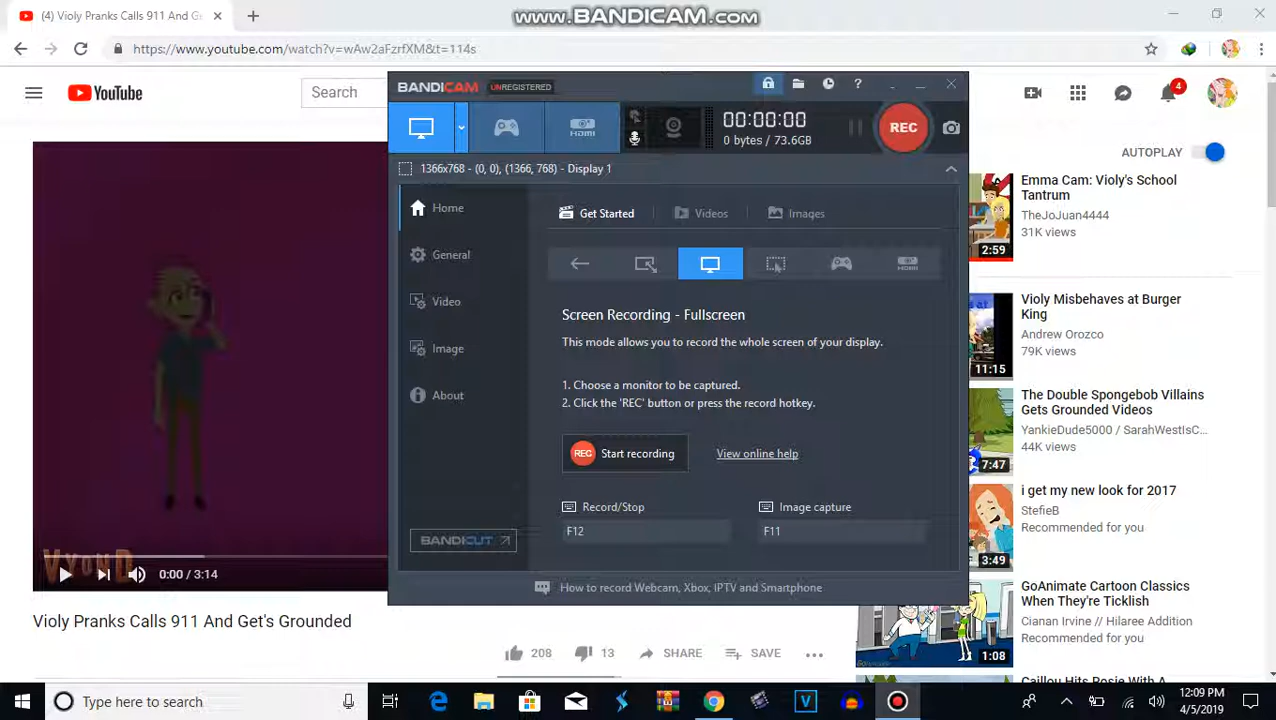 (4) Violy Pranks Calls 911 And G
www.BANDICAM.com
https://www.youtube.com/watch?v=wAw2aFzrfXM&t=114s
YouTube
Search
4
BANDICAM UNREGISTERED
?
HDMI
00:00:00
0 bytes / 73.6GB
REC
1366x768 - (0, 0), (1366, 768) - Display 1
Home
General
Video
Image
About
BANDICUT
Get Started
Videos
Images
HDMI
Screen Recording - Fullscreen
This mode allows you to record the whole screen of your display.
1. Choose a monitor to be captured.
2. Click the 'REC' button or press the record hotkey.
REC Start recording
View online help
Record/Stop
Image capture
F12
F11
How to record Webcam, Xbox, IPTV and Smartphone
VYOND
0:00 / 3:14
Violy Pranks Calls 911 And Get's Grounded
208
13
SHARE
SAVE
AUTOPLAY
Emma Cam: Violy's School
Tantrum
TheJoJuan4444
31K views
2:59
Violy Misbehaves at Burger
King
Andrew Orozco
79K views
11:15
The Double Spongebob Villains
Gets Grounded Videos
YankieDude5000 / SarahWestIsC...
44K views
7:47
i get my new look for 2017
StefieB
Recommended for you
3:49
GoAnimate Cartoon Classics
When They're Ticklish
Cianan Irvine // Hilaree Addition
Recommended for you
1:08
Caillou Hits Rosie With A
Type here to search
V
12:09 PM
4/5/2019